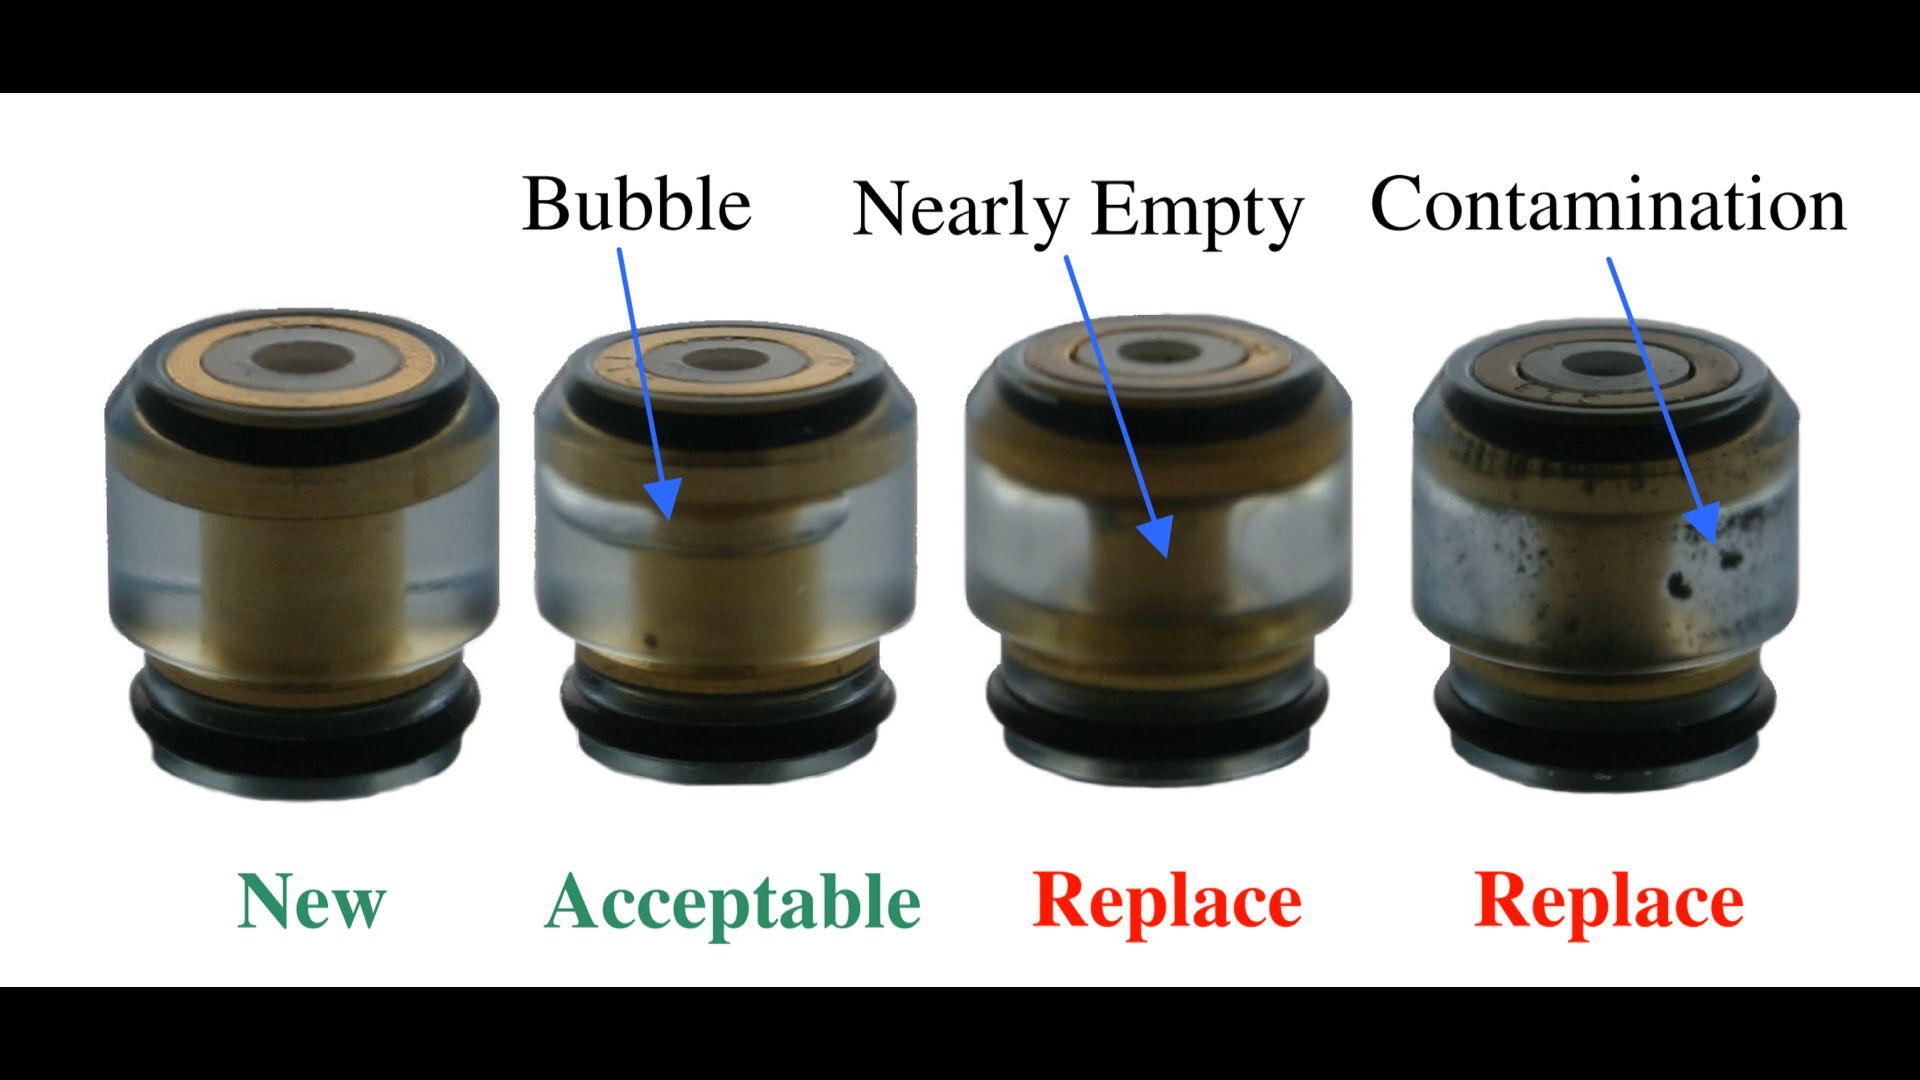 Bubble
Nearly Empty
Contamination
New
Acceptable
Replace
Replace